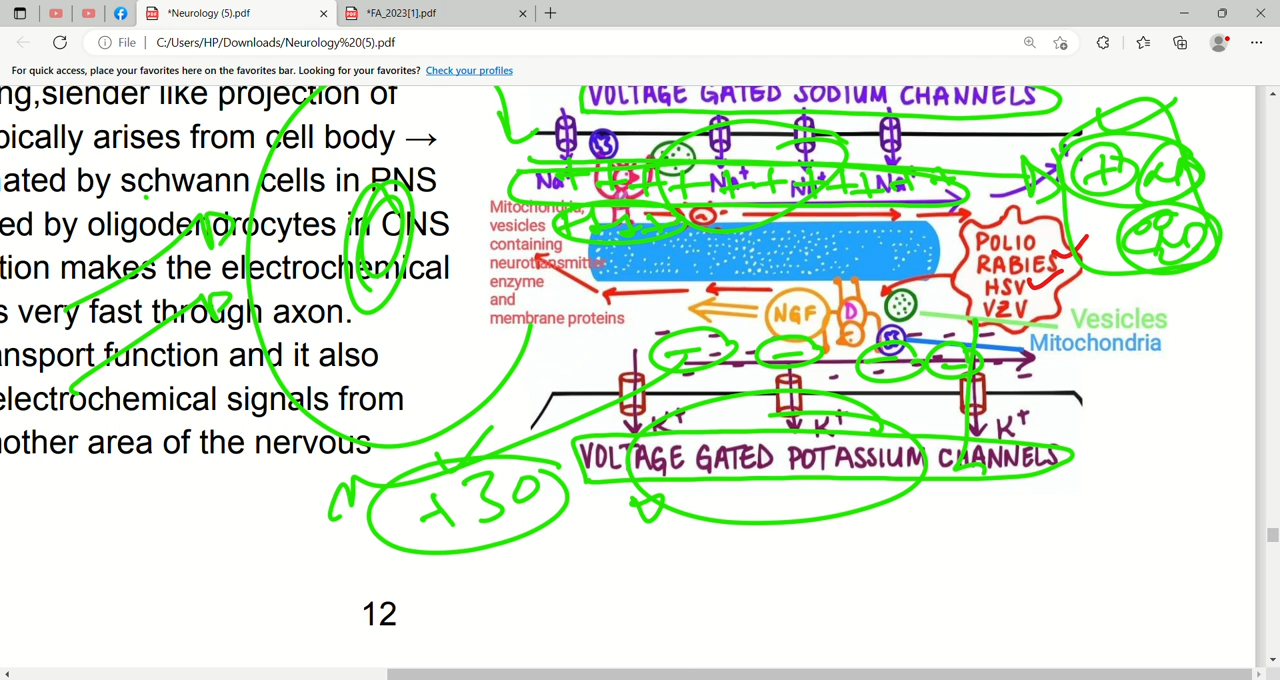 *Neurology (5).pdf
*FA_2023[1].pdf
File
C:/Users/HP/Downloads/Neurology%20(5).pdf
For quick access, place your favorites here on the favorites bar. Looking for your favorites? Check your profiles
ng,slender like projection of
pically arises from cell body →
nated by schwann cells in PNS
ed by oligodendrocytes in CNS
tion makes the electrochemical
s very fast through axon.
ansport function and it also
electrochemical signals from
nother area of the nervous
12
VOLTAGE GATED SODIUM CHANNELS
Na+ Na+ Na+ Na+
Mitochondria,
vesicles
containing
neurotransmitter
enzyme
and
membrane proteins
POLIO
RABIES
HSV
VZV
NGF
D
Vesicles
Mitochondria
K+ K+ K+
VOLTAGE GATED POTASSIUM CHANNELS
+30